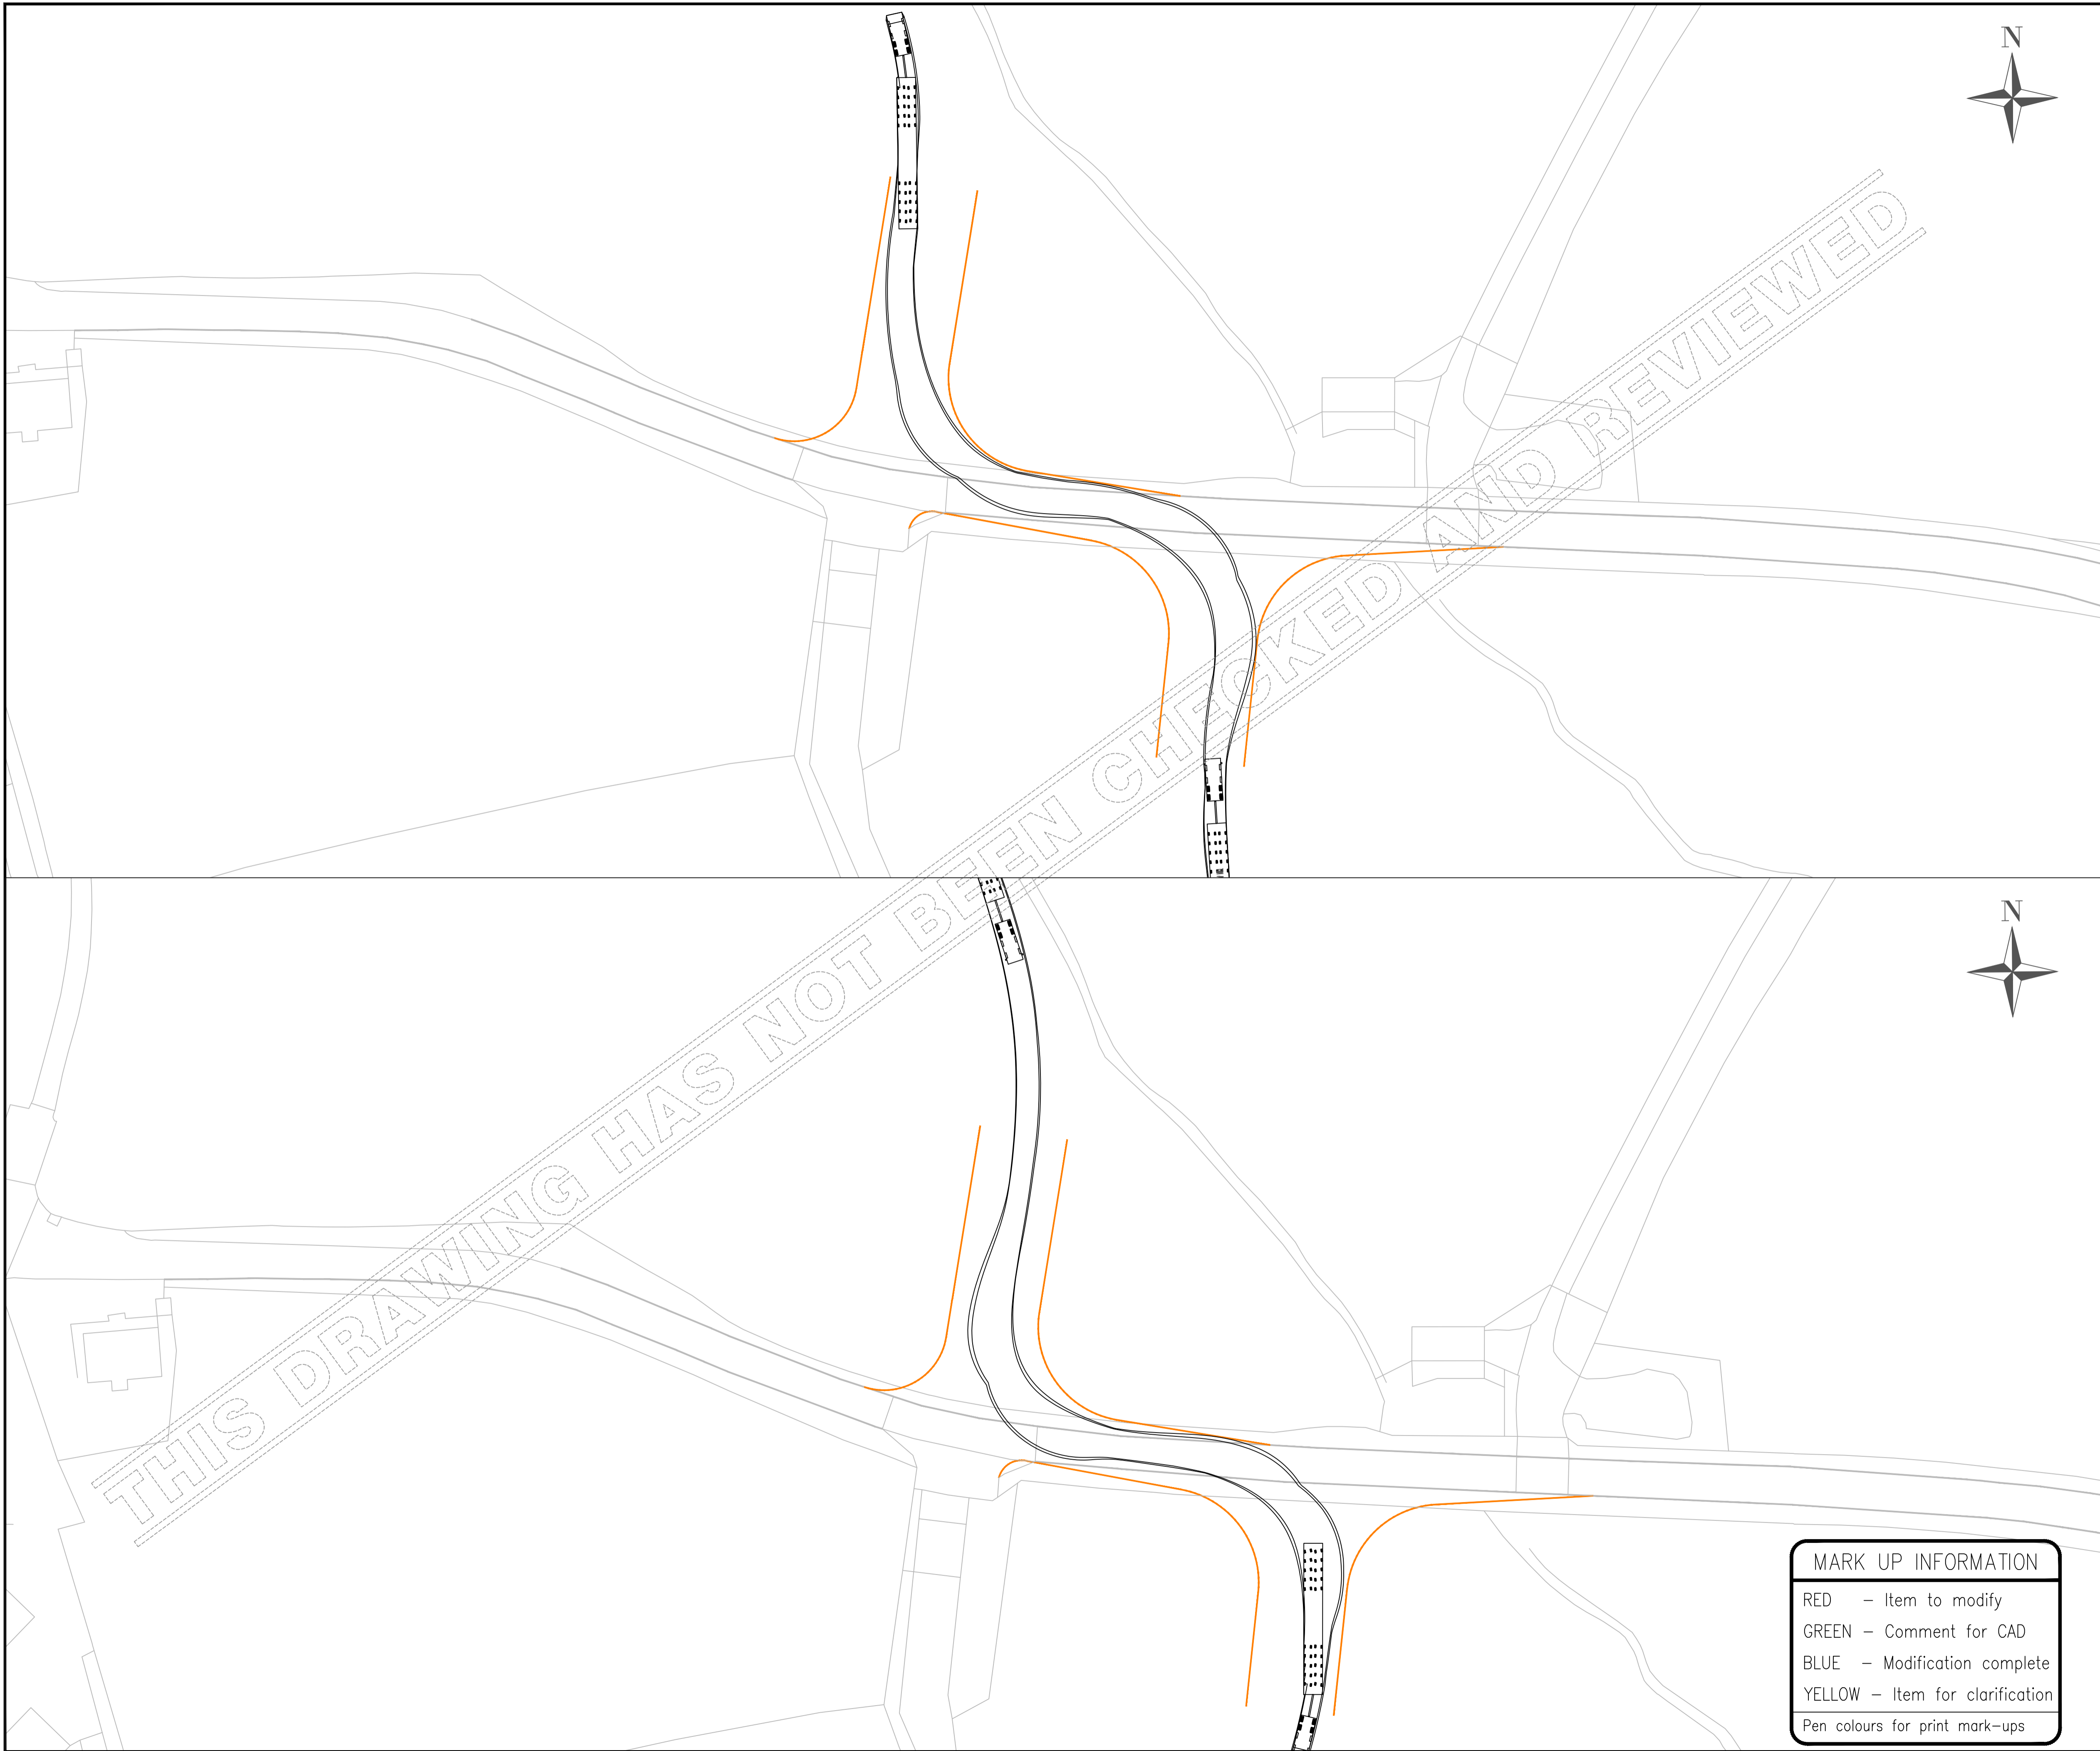 N
THIS DRAWING HAS NOT BEEN CHECKED AND REVIEWED
N
MARK UP INFORMATION
RED – Item to modify
GREEN – Comment for CAD
BLUE – Modification complete
YELLOW – Item for clarification
Pen colours for print mark-ups